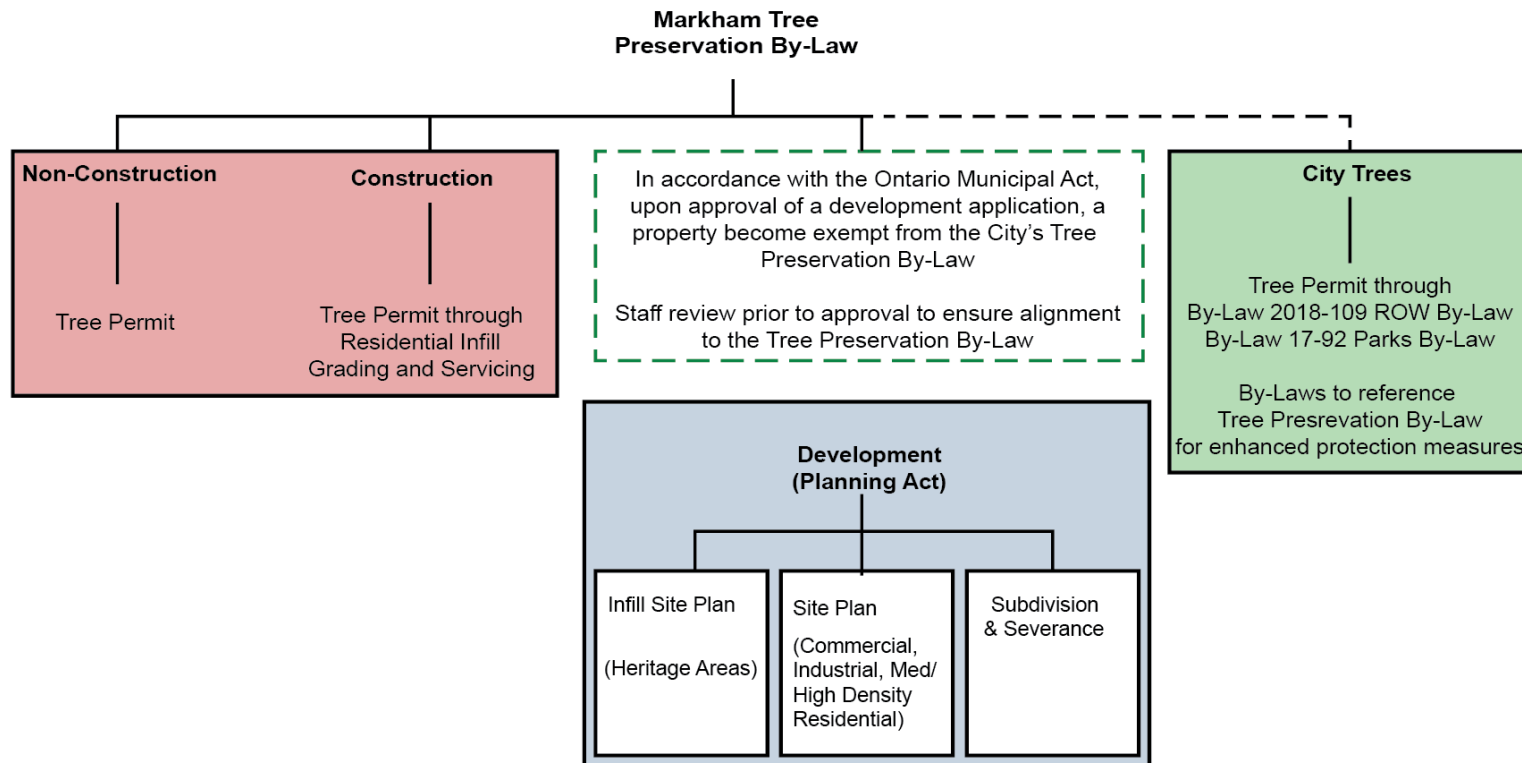 Markham Tree
Preservation By-Law
Non-Construction
Tree Permit
Construction
Tree Permit through
Residential Infill
Grading and Servicing
In accordance with the Ontario Municipal Act,
upon approval of a development application, a
property become exempt from the City’s Tree
Preservation By-Law
Staff review prior to approval to ensure alignment
to the Tree Preservation By-Law
City Trees
Tree Permit through
By-Law 2018-109 ROW By-Law
By-Law 17-92 Parks By-Law
By-Laws to reference
Tree Presrevation By-Law
for enhanced protection measures
Development
(Planning Act)
Infill Site Plan
(Heritage Areas)
Site Plan
(Commercial,
Industrial, Med/
High Density
Residential)
Subdivision
& Severance